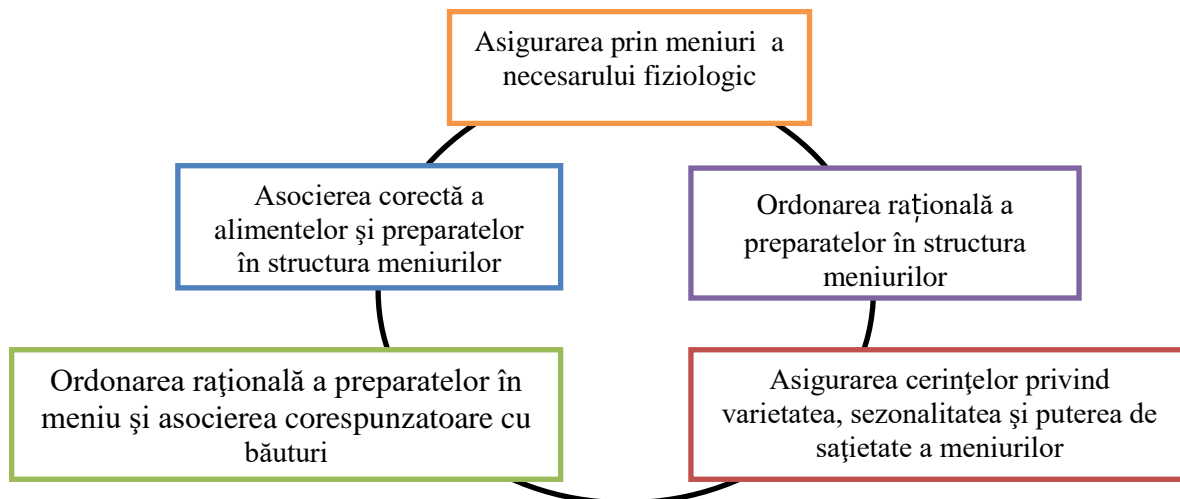 Asigurarea prin meniuri a
necesarului fiziologic
Asocierea corectă a
alimentelor şi preparatelor
în structura meniurilor
Ordonarea rațională a
preparatelor în structura
meniurilor
Ordonarea raţională a preparatelor în
meniu şi asocierea corespunzatoare cu
băuturi
Asigurarea cerinţelor privind
varietatea, sezonalitatea şi puterea de
saţietate a meniurilor